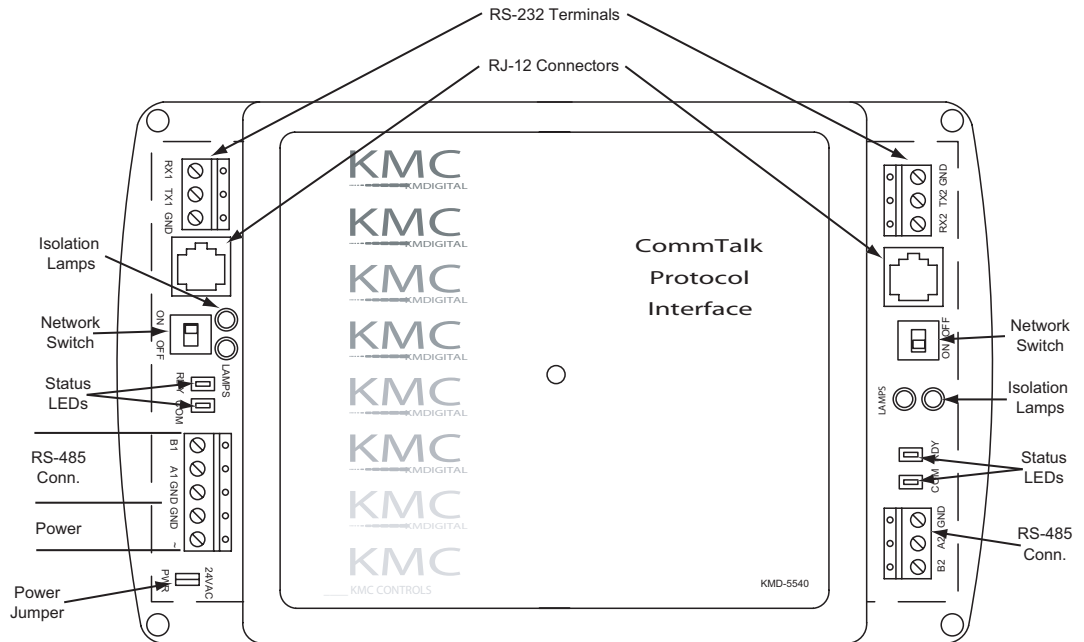 RS-232 Terminals
RJ-12 Connectors
RX1 TX1 GND
Isolation
Lamps
Network
Switch
ON OFF
LAMPS
Status
LEDs
RDY COM
RS-485
Conn.
B1 A1 GND GND ~
Power
Power
Jumper
PWR
24VAC
KMC
KMDIGITAL
KMC
KMDIGITAL
KMC
KMDIGITAL
KMC
KMDIGITAL
KMC
KMDIGITAL
KMC
KMDIGITAL
KMC
KMDIGITAL
KMC
KMC CONTROLS
CommTalk
Protocol
Interface
KMD-5540
RX2 TX2 GND
ON OFF
Network
Switch
LAMPS
Isolation
Lamps
COM RDY
Status
LEDs
B2 A2 GND
RS-485
Conn.